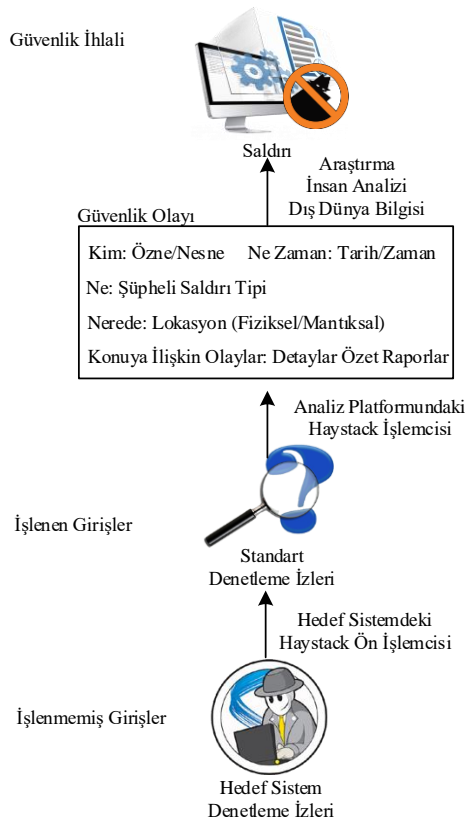 Güvenlik İhlali
Saldırı
Araştırma
İnsan Analizi
Dış Dünya Bilgisi
Güvenlik Olayı
Kim: Özne/Nesne Ne Zaman: Tarih/Zaman
Ne: Şüpheli Saldırı Tipi
Nerede: Lokasyon (Fiziksel/Mantıksal)
Konuya İlişkin Olaylar: Detaylar Özet Raporlar
Analiz Platformundaki
Haystack İşlemcisi
İşlenen Girişler
Standart
Denetleme İzleri
Hedef Sistemdeki
Haystack Ön İşlemcisi
İşlenmemiş Girişler
Hedef Sistem
Denetleme İzleri